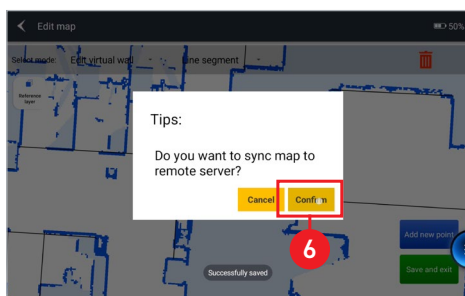 Edit map
50%
Select mode: Edit virtual wall Line segment
Reference
layer
Tips:
Do you want to sync map to
remote server?
Cancel
Confirm
6
Add new point
Successfully saved
Save and exit